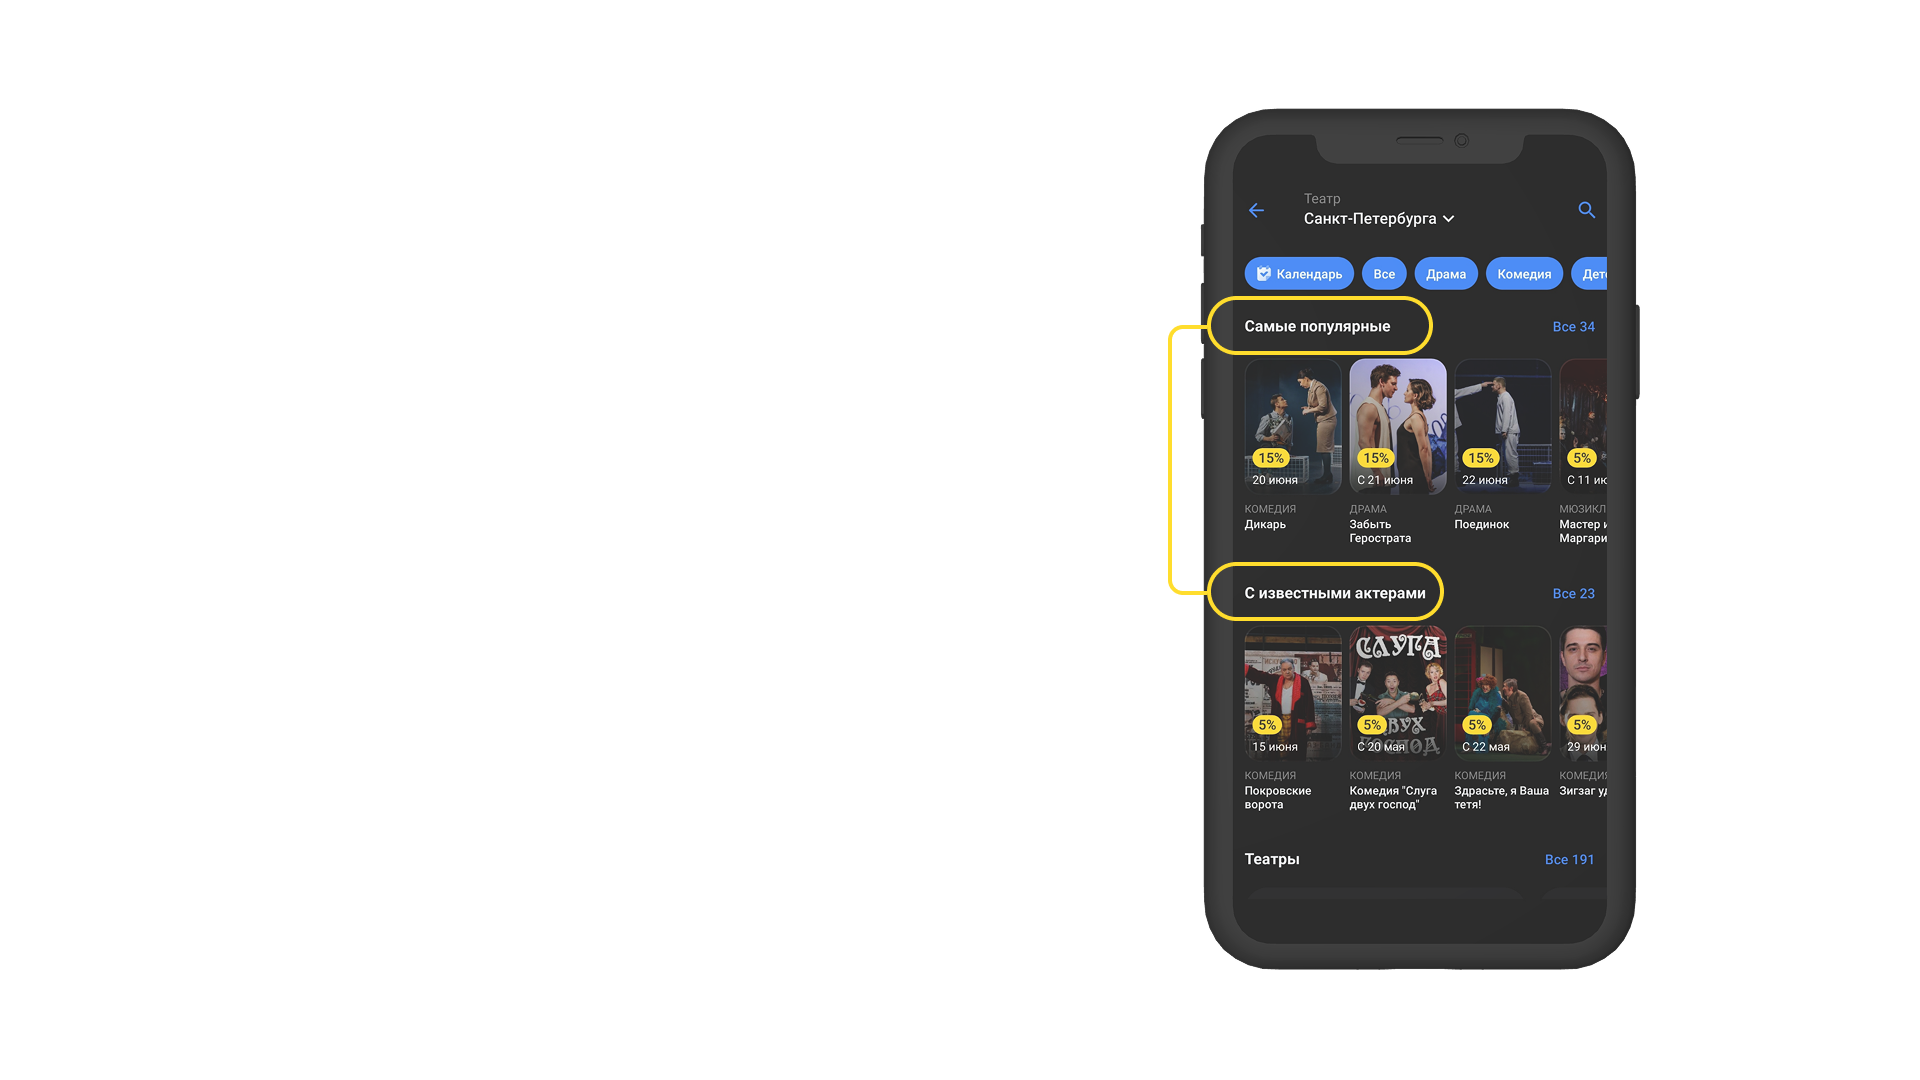 Театр
Санкт-Петербурга
Календарь Все Драма Комедия Дет
Самые популярные Все 34
15% 15% 15% 5%
20 июня С 21 июня 22 июня С 11 ию
КОМЕДИЯ ДРАМА ДРАМА МЮЗИКЛ
Дикарь Забыть Поединок Мастер и
Герострата Маргари
С известными актерами Все 23
СЛУГА
ДВУХ
ГОСПОД
5% 5% 5% 5%
15 июня С 20 мая С 22 мая 29 июн
КОМЕДИЯ КОМЕДИЯ КОМЕДИЯ КОМЕДИЯ
Покровские Комедия "Слуга Здрасьте, я Ваша Зигзаг уд
ворота двух господ" тетя!
Театры Все 191